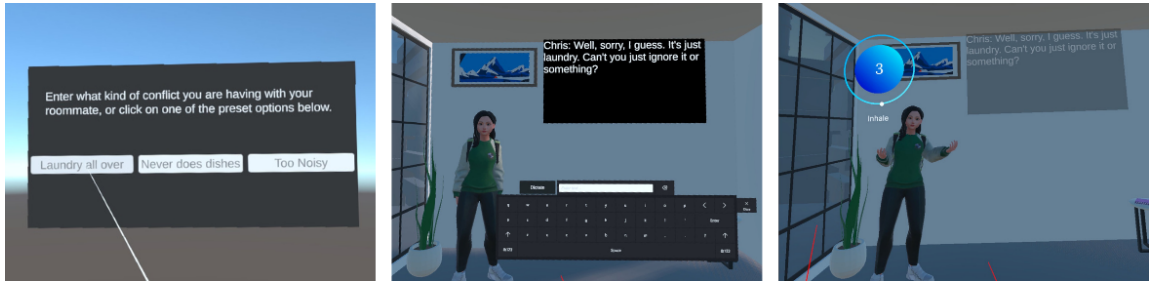 Enter what kind of conflict you are having with your
roommate, or click on one of the preset options below.
Laundry all over
Never does dishes
Too Noisy
Chris: Well, sorry, I guess. It's just
laundry. Can't you just ignore it or
something?
Chris: Well, sorry, I guess. It's just
laundry. Can't you just ignore it or
something?
3
Inhale